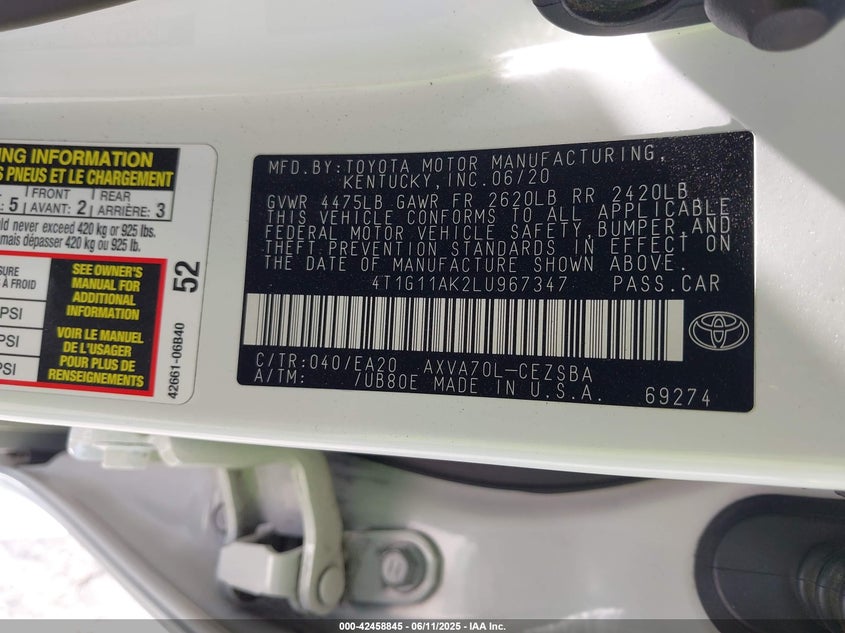 ING INFORMATION
S PNEUS ET LE CHARGEMENT
: 5 FRONT AVANT: 2 REAR ARRIÈRE: 3
ld never exceed 420 kg or 925 lbs.
mais dépasser 420 kg ou 925 lb.
SURE
À FROID
PSI
PSI
PSI
SEE OWNER'S
MANUAL FOR
ADDITIONAL
INFORMATION
VOIR LE MANUEL
DE L'USAGER
POUR PLUS DE
RENSEIGNEMENTS
52
42661-06B40
MFD.BY:TOYOTA MOTOR MANUFACTURING,
KENTUCKY,INC.06/20
GVWR 4475LB GAWR FR 2620LB RR 2420LB
THIS VEHICLE CONFORMS TO ALL APPLICABLE
FEDERAL MOTOR VEHICLE SAFETY,BUMPER,AND
THEFT PREVENTION STANDARDS IN EFFECT ON
THE DATE OF MANUFACTURE SHOWN ABOVE.
4T1G11AK2LU967347 PASS.CAR
C/TR:040/EA20 AXVA70L-CEZSBA
A/TM: /UB80E MADE IN U.S.A.
69274
000-42458845 - 06/11/2025 - IAA Inc.